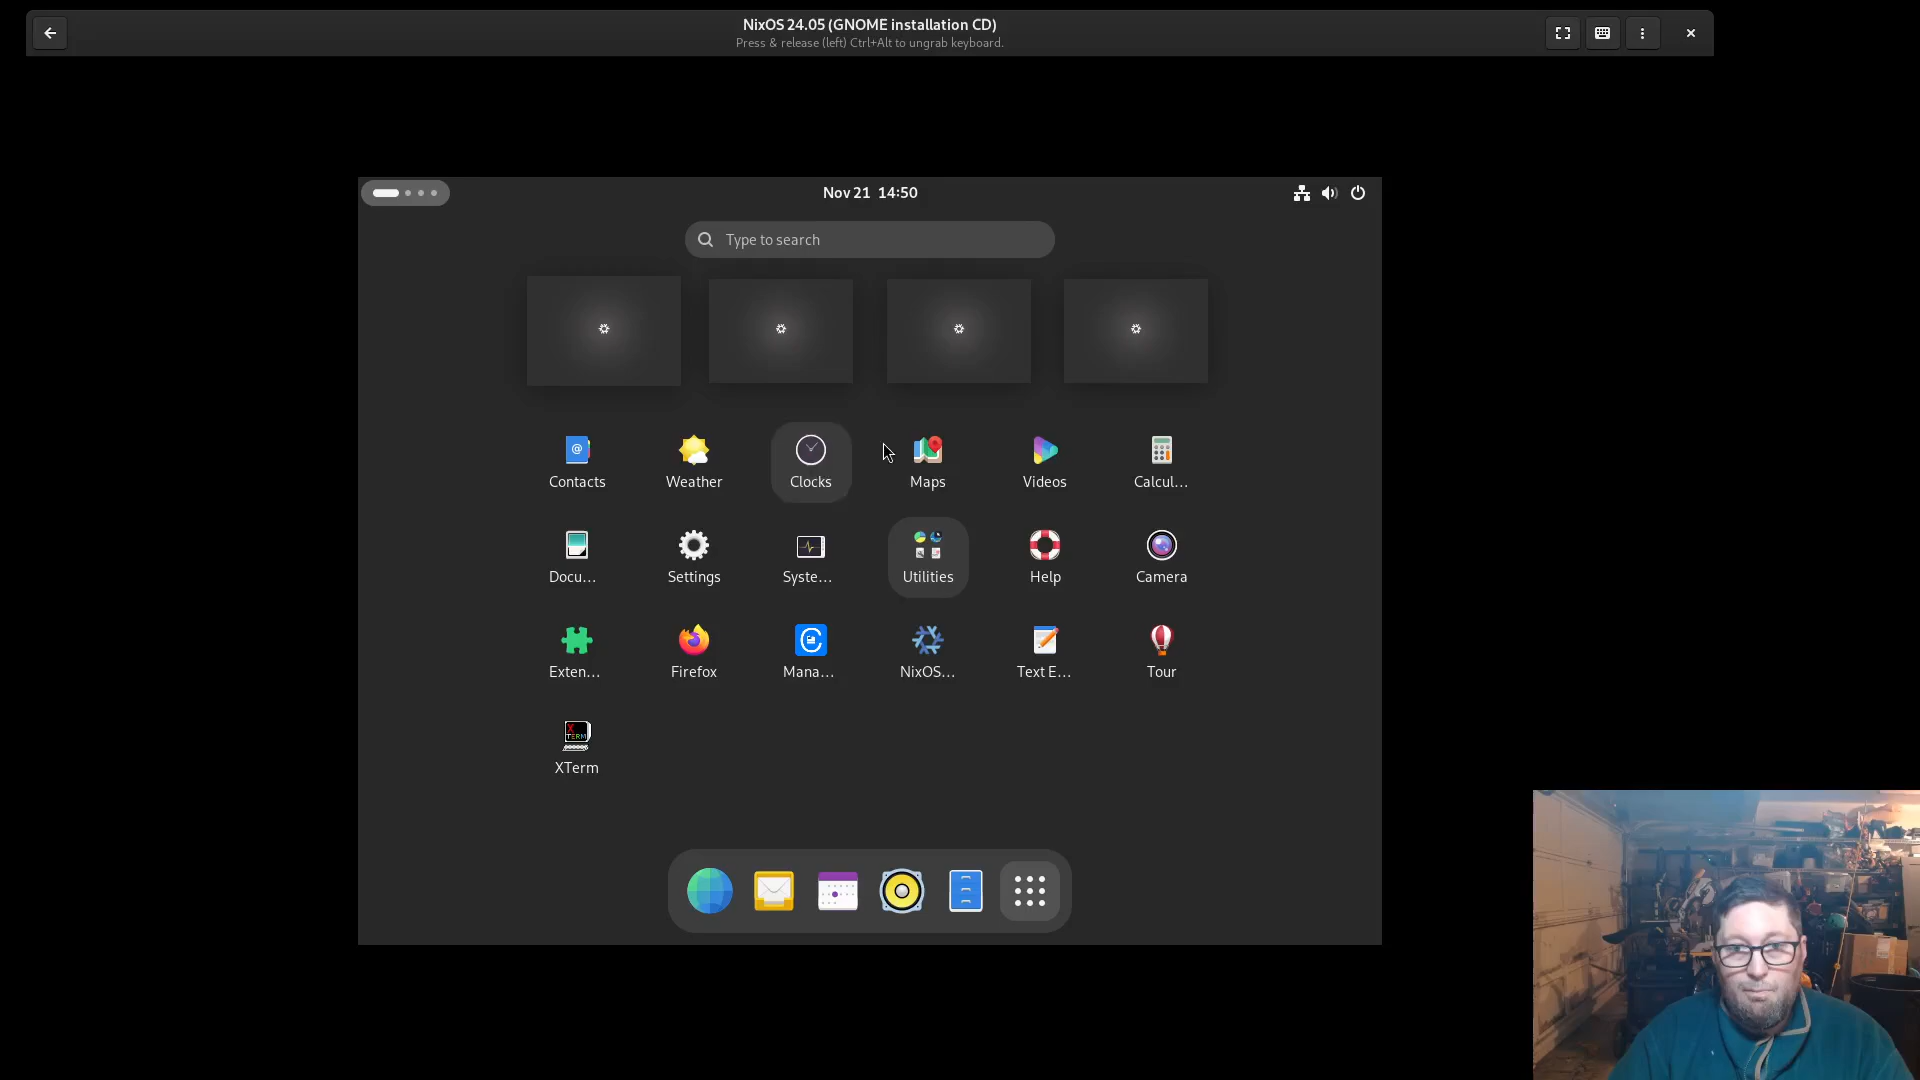 NixOS 24.05 (GNOME installation CD)
Press & release (left) Ctrl+Alt to ungrab keyboard.
Nov 21 14:50
Type to search
Contacts Weather Clocks Maps Videos Calcul...
Docu... Settings Syste... Utilities Help Camera
Exten... Firefox Mana... NixOS... Text E... Tour
XTerm